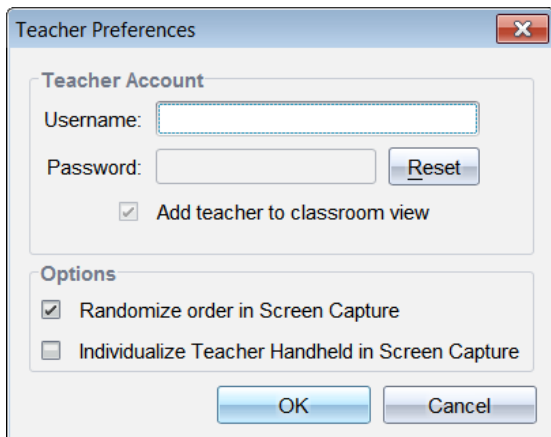 Teacher Preferences
Teacher Account
Username:
Password:
Reset
Add teacher to classroom view
Options
Randomize order in Screen Capture
Individualize Teacher Handheld in Screen Capture
OK
Cancel